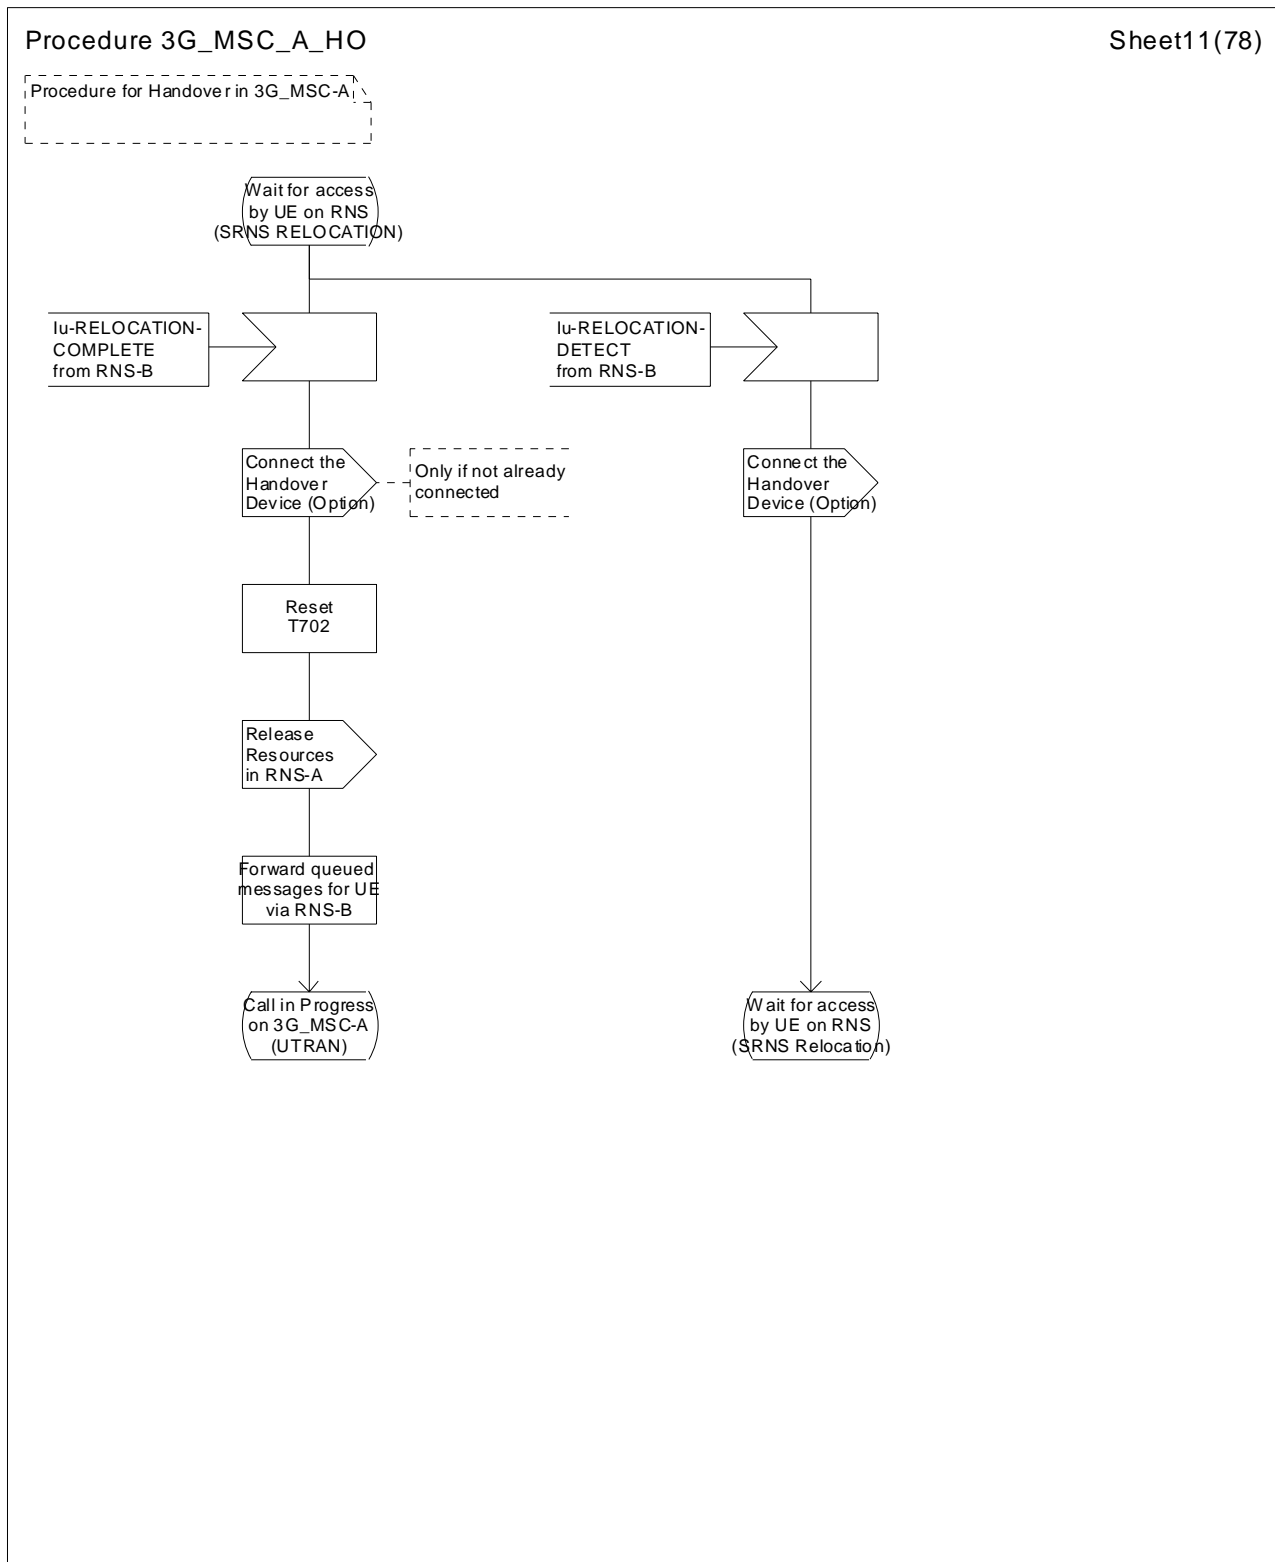 Procedure 3G_MSC_A_HO
Sheet11(78)
Procedure for Handover in 3G_MSC-A
Wait for access
by UE on RNS
(SRNS RELOCATION)
Iu-RELOCATION-
COMPLETE
from RNS-B
Iu-RELOCATION-
DETECT
from RNS-B
Connect the
Handover
Device (Option)
Only if not already
connected
Connect the
Handover
Device (Option)
Reset
T702
Release
Resources
in RNS-A
Forward queued
messages for UE
via RNS-B
Call in Progress
on 3G_MSC-A
(UTRAN)
Wait for access
by UE on RNS
(SRNS Relocation)